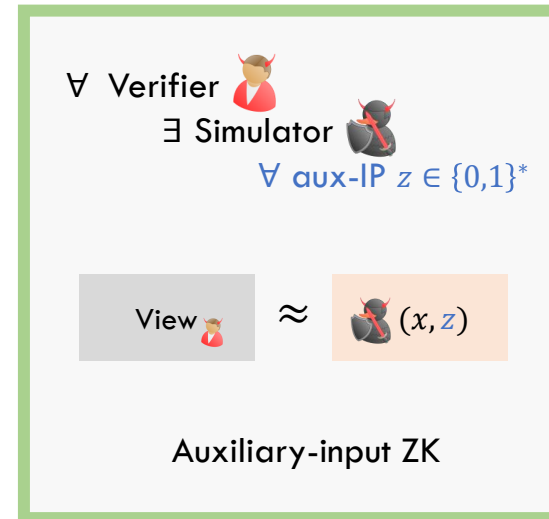 ∀ Verifier
∃ Simulator
∀ aux-IP z ∈ {0,1}*
View ≈ (x, z)
Auxiliary-input ZK